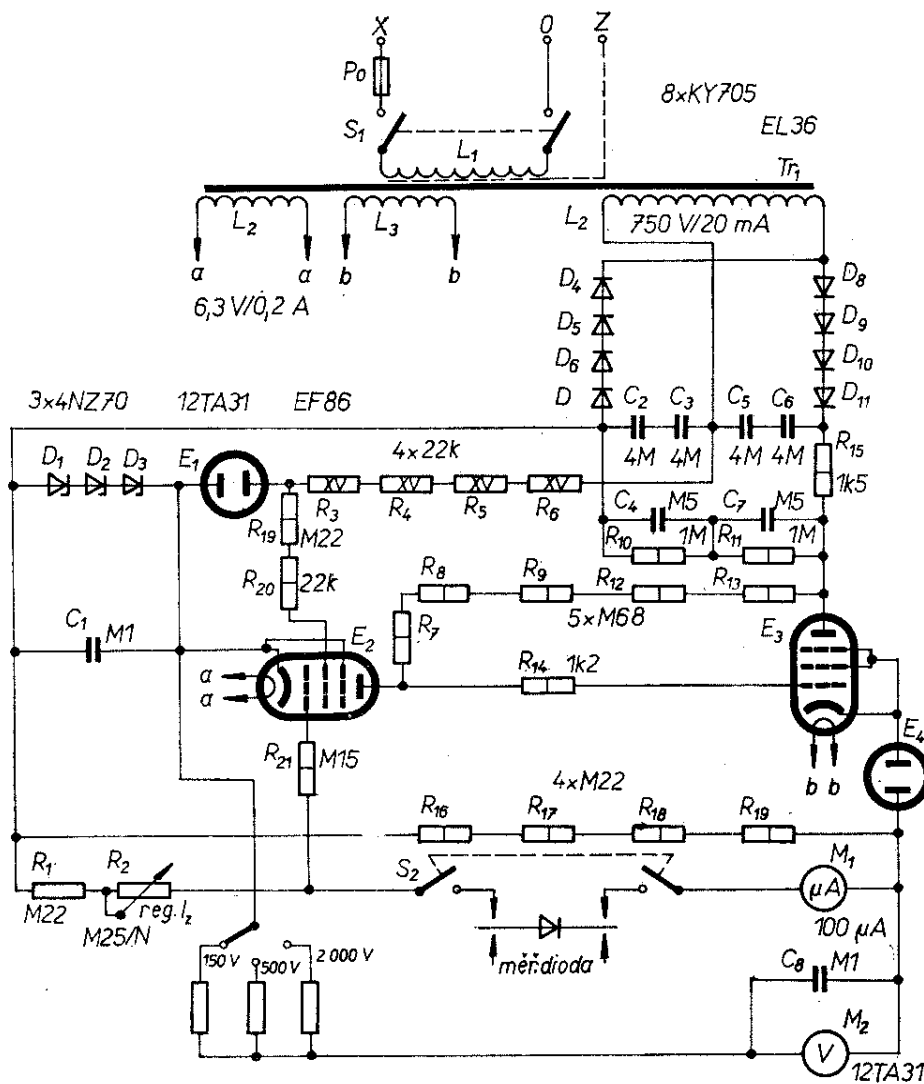 X 0 Z
Po
8xKY705
S1
EL36
L1
Tr1
L2 L3 L2 750 V/20 mA
a a b b
6,3 V/0,2 A
D4 D8
D5 D9
D6 D10
D D11
3x4NZ70 12TA31 EF86
C2 C3 C5 C6
4M 4M 4M 4M
R15
1k5
D1 D2 D3 E1 4x22k
R3 R4 R5 R6
XV XV XV XV
C4 M5 C7 M5
R19 M22
R10 1M R11 1M
R20 22k
R8 R9 R12 R13
5xM68
C1 M1
E2 R7 E3
R14 1k2
a
a
R21 M15
E4
b b
4xM22
R16 R17 R18 R19
R1 R2 S2 M1
µA
M22 reg.Iz
M25/N
100 µA
150 V 500 V 2 000 V
měř.dioda
C8 M1
M2
V
12TA31